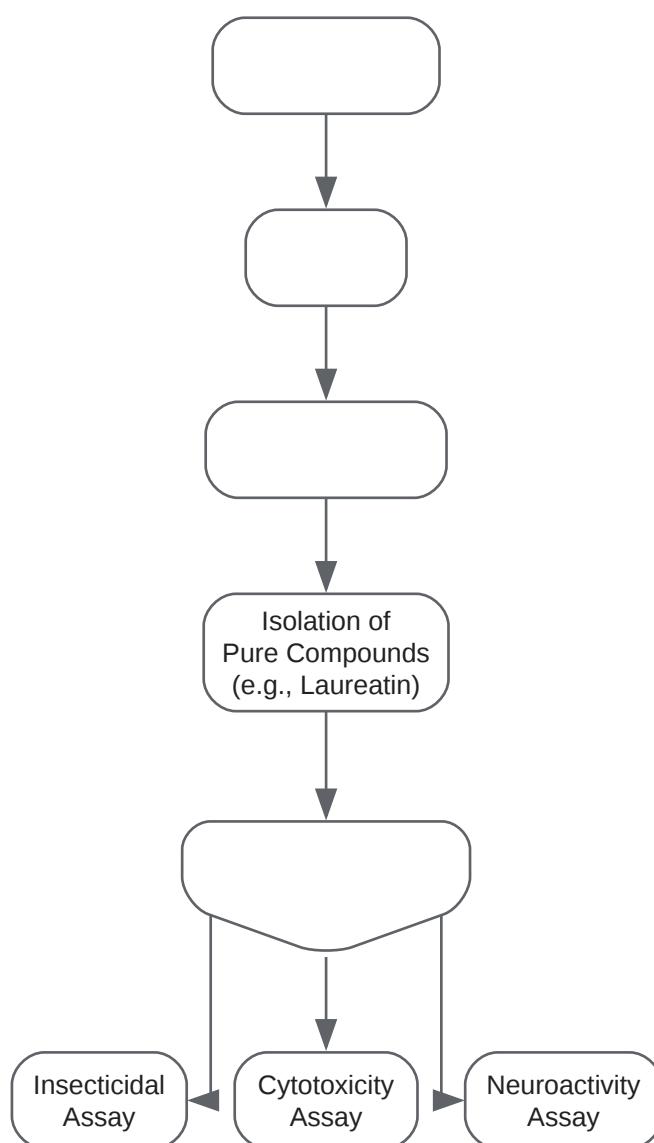 Isolation of
Pure Compounds
(e.g., Laureatin)
Insecticidal
Assay
Cytotoxicity
Assay
Neuroactivity
Assay